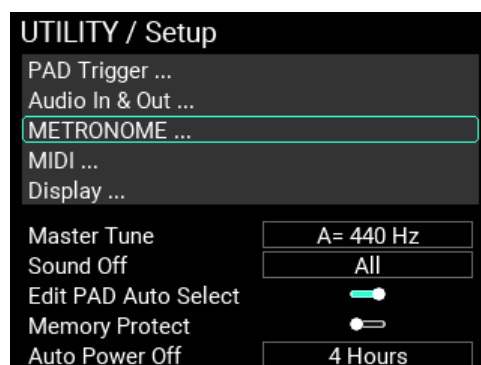 UTILITY / Setup
PAD Trigger ...
Audio In & Out ...
METRONOME ...
MIDI ...
Display ...
Master Tune A= 440 Hz
Sound Off All
Edit PAD Auto Select
Memory Protect
Auto Power Off 4 Hours